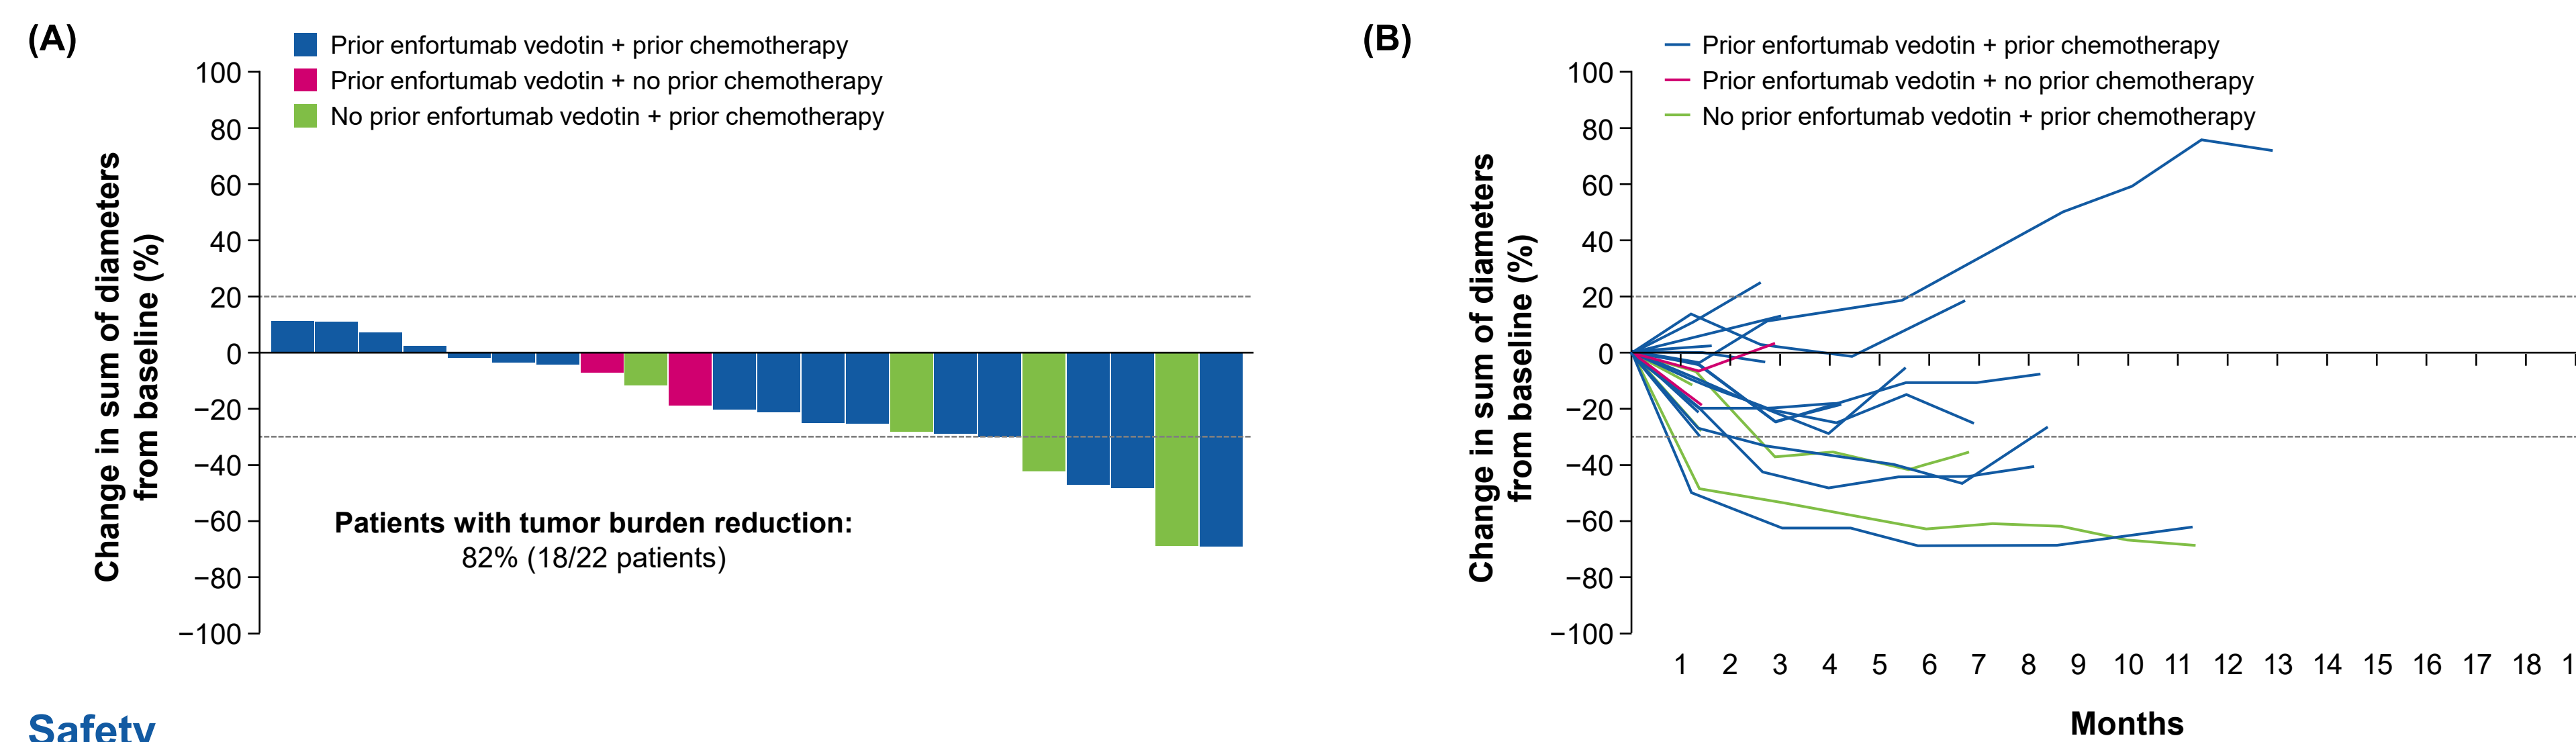 (A)
Prior enfortumab vedotin + prior chemotherapy
Prior enfortumab vedotin + no prior chemotherapy
No prior enfortumab vedotin + prior chemotherapy
Change in sum of diameters
from baseline (%)
100
80
60
40
20
0
−20
−40
−60
−80
−100
Patients with tumor burden reduction:
82% (18/22 patients)
(B)
Prior enfortumab vedotin + prior chemotherapy
Prior enfortumab vedotin + no prior chemotherapy
No prior enfortumab vedotin + prior chemotherapy
Change in sum of diameters
from baseline (%)
100
80
60
40
20
0
−20
−40
−60
−80
−100
1 2 3 4 5 6 7 8 9 10 11 12 13 14 15 16 17 18 1
Months
Safety